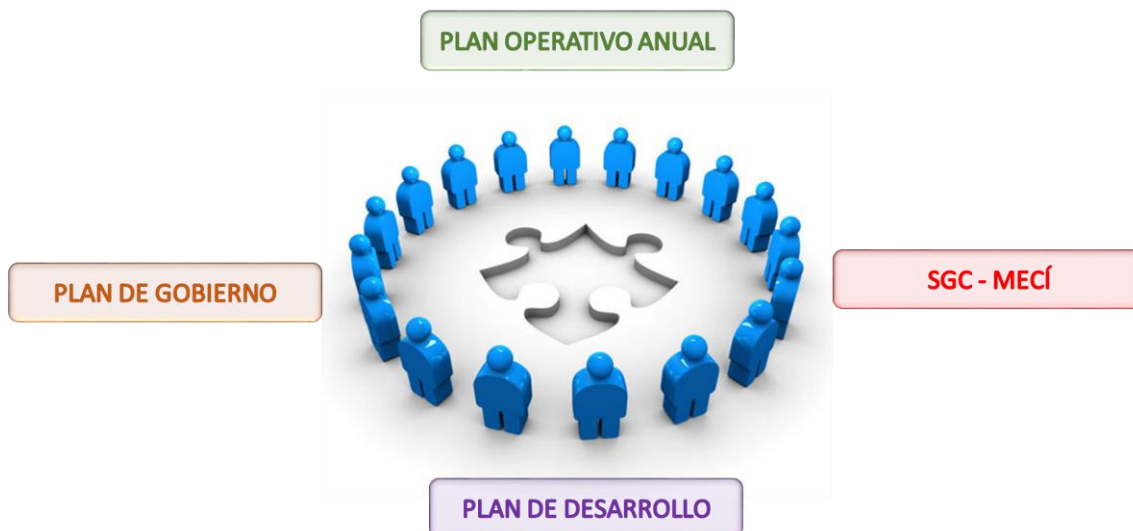 PLAN OPERATIVO ANUAL
PLAN DE GOBIERNO
SGC - MECÍ
PLAN DE DESARROLLO